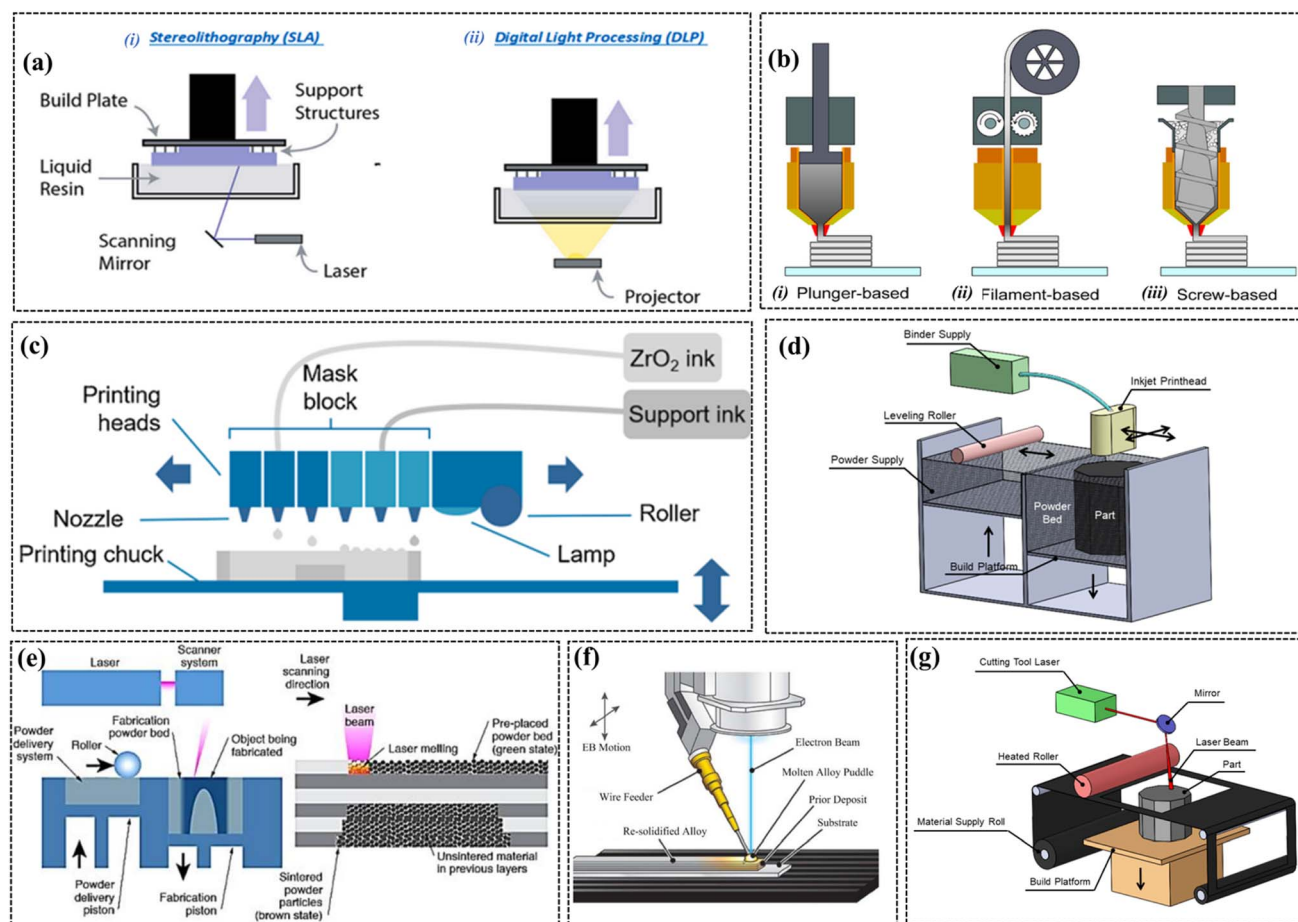 (a)
(i) Stereolithography (SLA)
(ii) Digital Light Processing (DLP)
Build Plate
Support
Structures
Liquid
Resin
Scanning
Mirror
Laser
Projector
(b)
(i) Plunger-based
(ii) Filament-based
(iii) Screw-based
(c)
ZrO2 ink
Support ink
Mask
block
Printing
heads
Nozzle
Roller
Lamp
Printing chuck
(d)
Binder Supply
Inkjet Printhead
Leveling Roller
Powder Supply
Powder
Bed
Part
Build Platform
(e)
Laser
Scanner
system
Laser
scanning
direction
Fabrication
powder bed
Powder
delivery
system
Roller
Object being
fabricated
Laser
beam
Laser melling
Pre-placed
powder bed
(green state)
Unsintered material
in previous layers
Sintered
powder
particles
(brown state)
Powder
delivery
piston
Fabrication
piston
(f)
EB Motion
Electron Beam
Wire Feeder
Molten Alloy Puddle
Prior Deposit
Substrate
Re-solidified Alloy
(g)
Cutting Tool Laser
Mirror
Laser Beam
Heated Roller
Part
Material Supply Roll
Build Platform